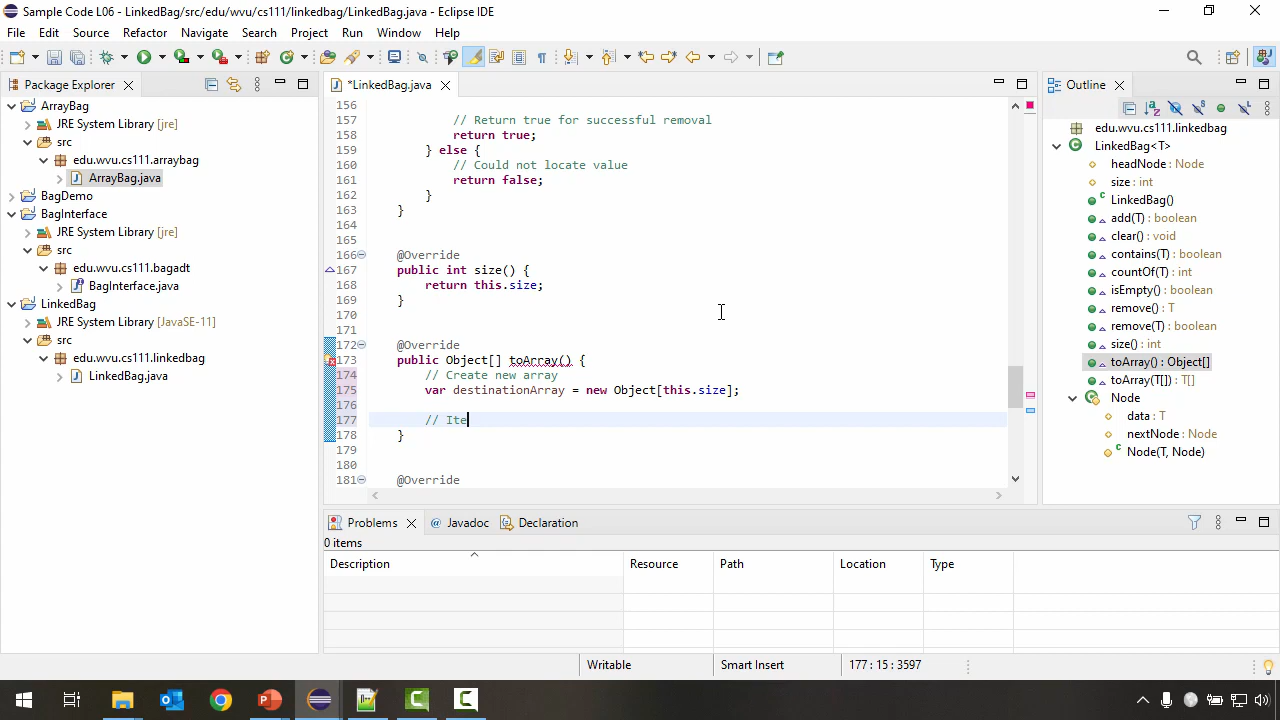 Sample Code L06 - LinkedBag/src/edu/wvu/cs111/linkedbag/LinkedBag.java - Eclipse IDE
File Edit Source Refactor Navigate Search Project Run Window Help
Package Explorer
ArrayBag
JRE System Library [jre]
src
edu.wvu.cs111.arraybag
ArrayBag.java
BagDemo
BagInterface
JRE System Library [jre]
src
edu.wvu.cs111.bagadt
BagInterface.java
LinkedBag
JRE System Library [JavaSE-11]
src
edu.wvu.cs111.linkedbag
LinkedBag.java
*LinkedBag.java
156
157 // Return true for successful removal
158 return true;
159 } else {
160 // Could not locate value
161 return false;
162 }
163 }
164
165
166 @Override
167 public int size() {
168 return this.size;
169 }
170
171
172 @Override
173 public Object[] toArray() {
174 // Create new array
175 var destinationArray = new Object[this.size];
176
177 // Ite
178 }
179
180
181 @Override
Outline
edu.wvu.cs111.linkedbag
LinkedBag<T>
headNode : Node
size : int
LinkedBag()
add(T) : boolean
clear() : void
contains(T) : boolean
countOf(T) : int
isEmpty() : boolean
remove() : T
remove(T) : boolean
size() : int
toArray() : Object[]
toArray(T[]) : T[]
Node
data : T
nextNode : Node
Node(T, Node)
Problems @ Javadoc Declaration
0 items
Description Resource Path Location Type
Writable Smart Insert 177 : 15 : 3597